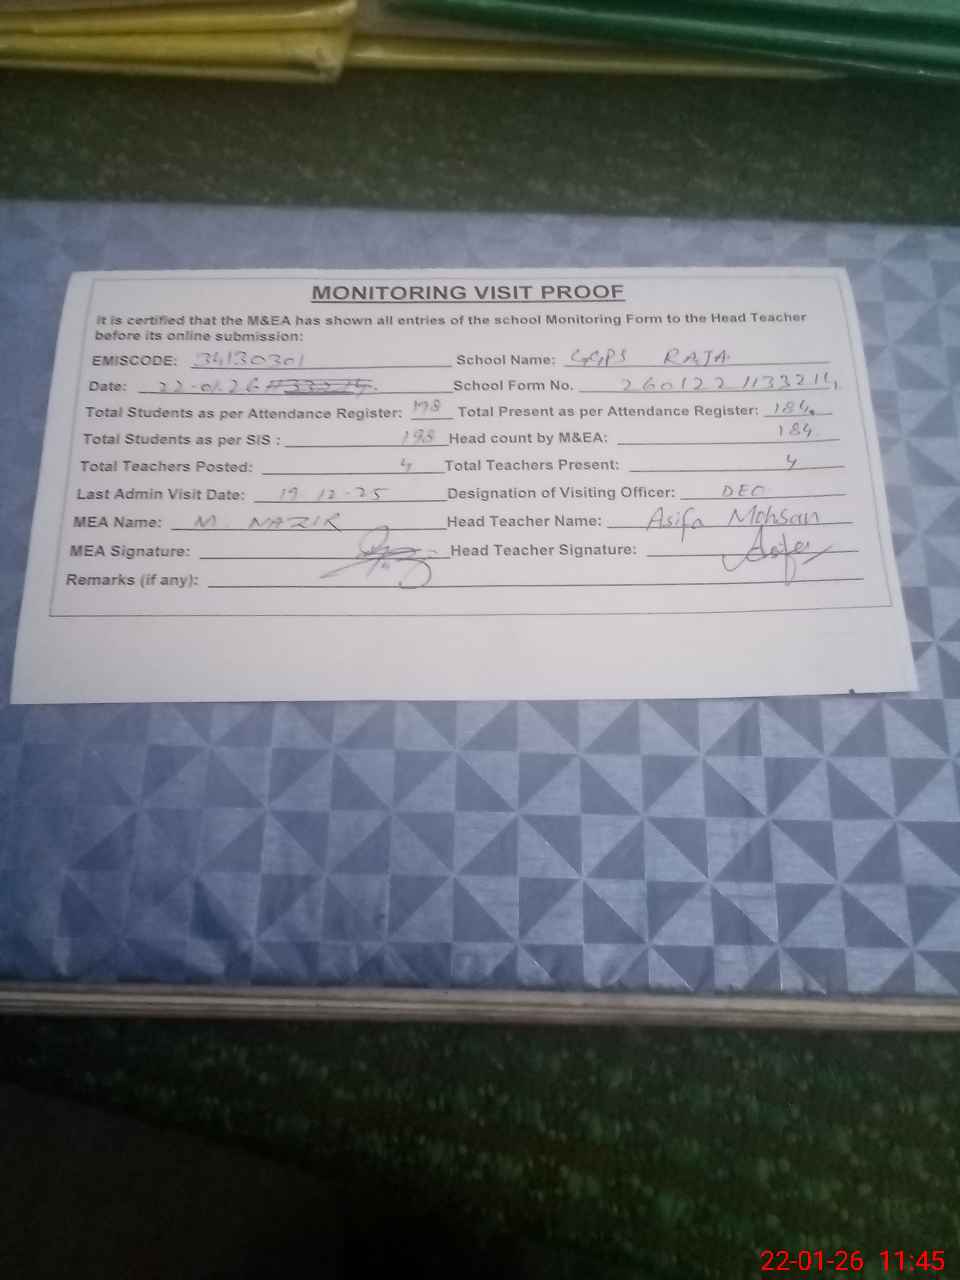 MONITORING VISIT PROOF
It is certified that the M&EA has shown all entries of the school Monitoring Form to the Head Teacher
before its online submission:
EMISCODE: 34130301 School Name: GGPS RAJA
Date: 22-01-26 School Form No. 260122 1133214
Total Students as per Attendance Register: 198 Total Present as per Attendance Register: 184
Total Students as per SIS : 198 Head count by M&EA: 184
Total Teachers Posted: 4 Total Teachers Present: 4
Last Admin Visit Date: 19 12-25 Designation of Visiting Officer: DEO
MEA Name: M. NAZIR Head Teacher Name: Asifa Mohsan
MEA Signature: Head Teacher Signature: Asifa
Remarks (if any):
22-01-26 11:45